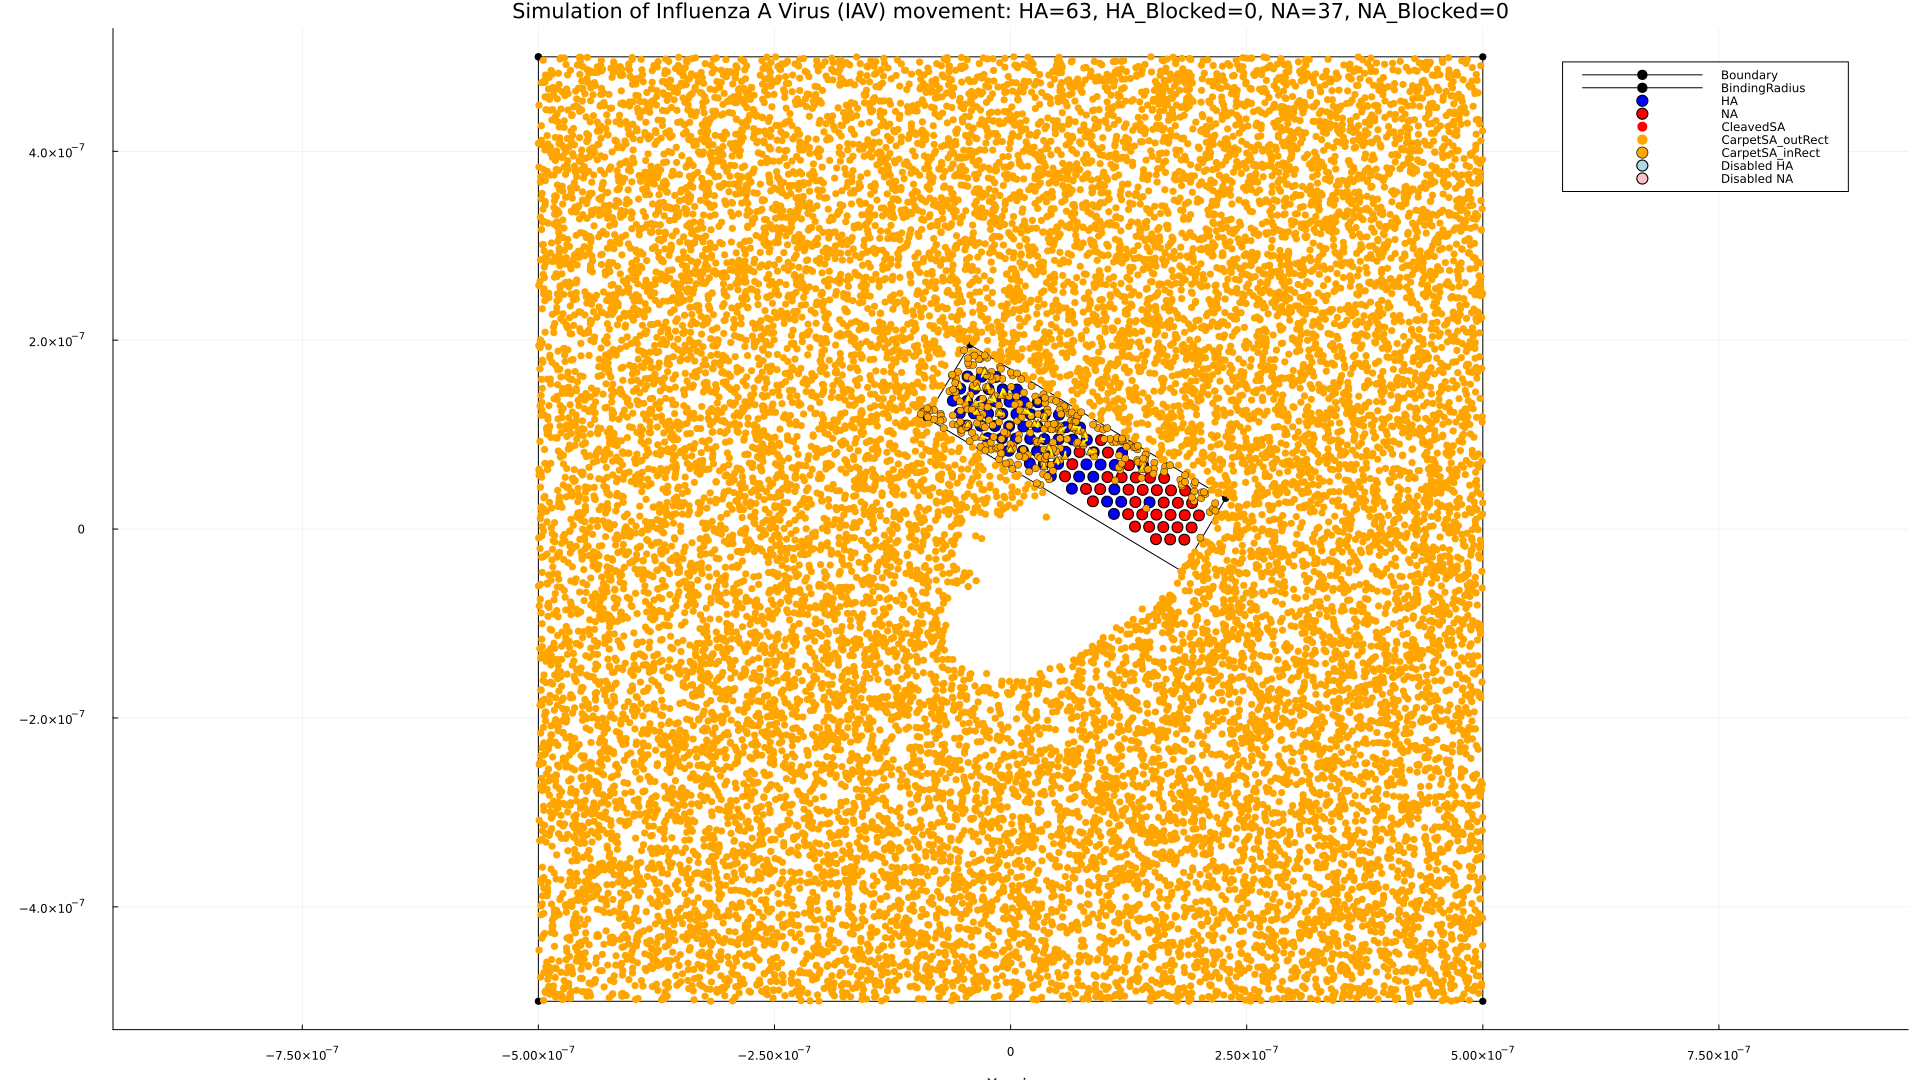 Simulation of Influenza A Virus (IAV) movement: HA=63, HA_Blocked=0, NA=37, NA_Blocked=0
Boundary
BindingRadius
HA
NA
CleavedSA
CarpetSA_outRect
CarpetSA_inRect
Disabled HA
Disabled NA
4.0×10⁻⁷
2.0×10⁻⁷
0
−2.0×10⁻⁷
−4.0×10⁻⁷
−7.50×10⁻⁷ −5.00×10⁻⁷ −2.50×10⁻⁷ 0 2.50×10⁻⁷ 5.00×10⁻⁷ 7.50×10⁻⁷